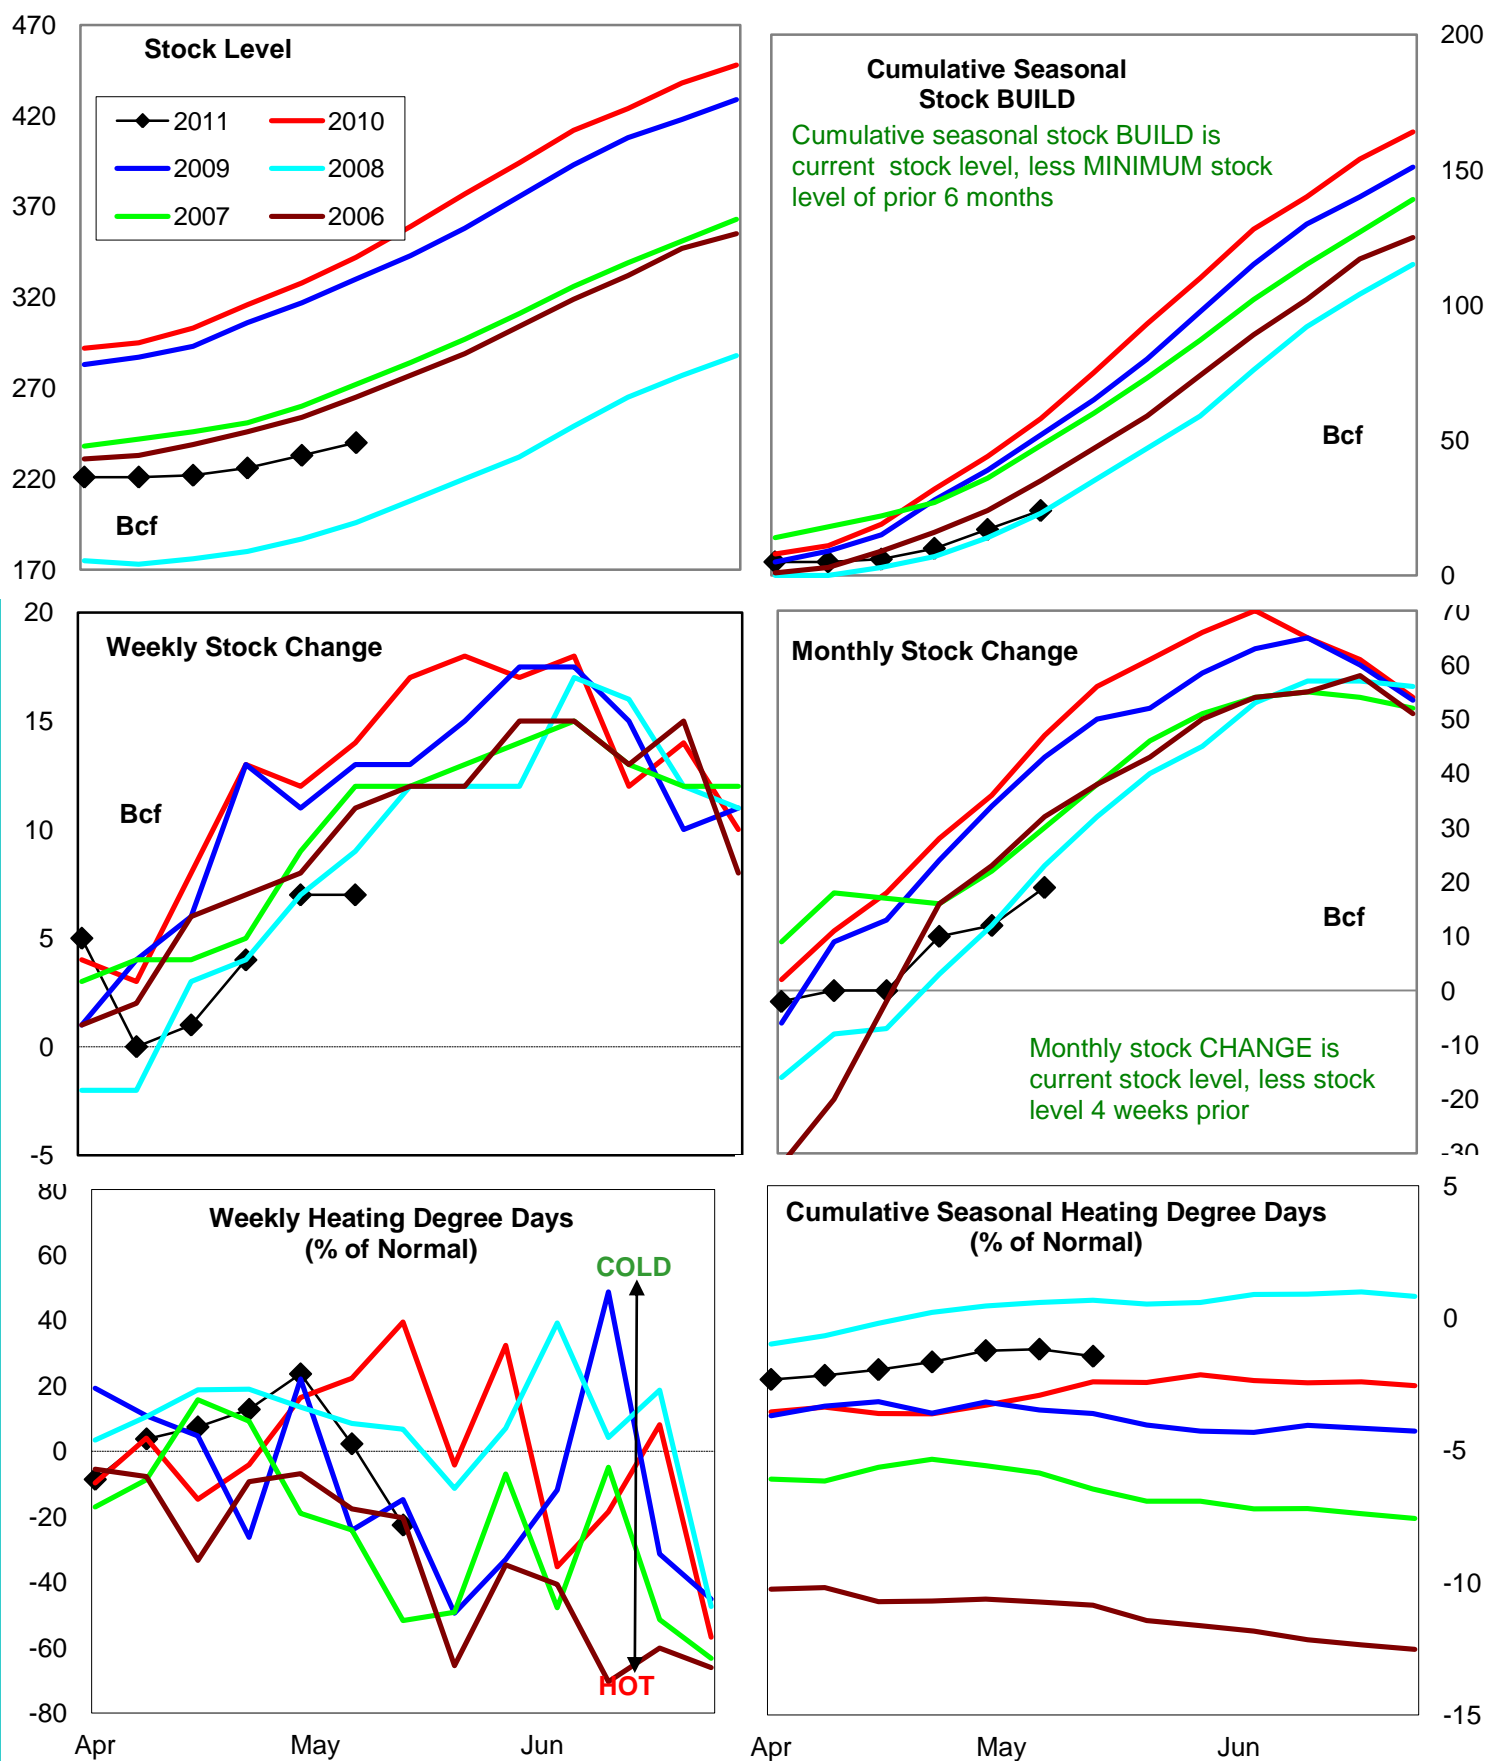 470
420
370
320
270
220
170
Stock Level
2011
2010
2009
2008
2007
2006
Bcf
Cumulative Seasonal
Stock BUILD
Cumulative seasonal stock BUILD is
current stock level, less MINIMUM stock
level of prior 6 months
Bcf
200
150
100
50
0
20
15
10
5
0
-5
Weekly Stock Change
Bcf
Monthly Stock Change
Bcf
Monthly stock CHANGE is
current stock level, less stock
level 4 weeks prior
70
60
50
40
30
20
10
0
-10
-20
-30
80
60
40
20
0
-20
-40
-60
-80
Weekly Heating Degree Days
(% of Normal)
COLD
HOT
Apr
May
Jun
Cumulative Seasonal Heating Degree Days
(% of Normal)
5
0
-5
-10
-15
Apr
May
Jun